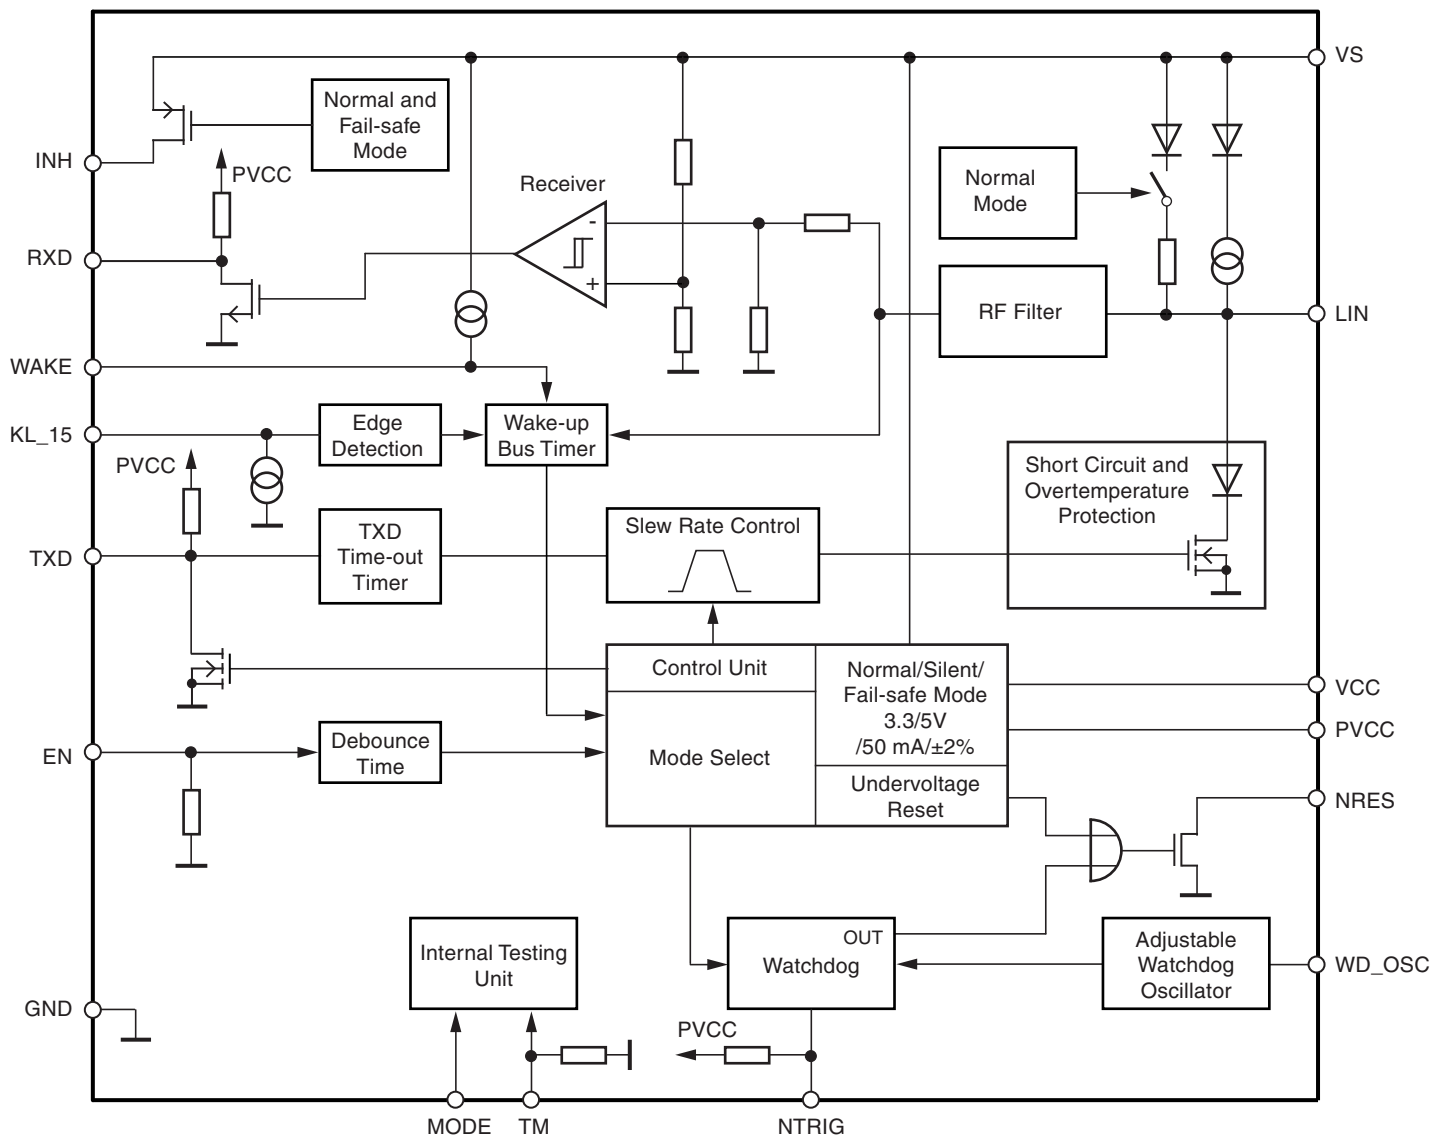 VS
Normal and
Fail-safe
Mode
INH
PVCC
Receiver
Normal
Mode
-
+
RXD
RF Filter
LIN
WAKE
KL_15
Edge
Detection
Wake-up
Bus Timer
PVCC
Short Circuit and
Overtemperature
Protection
TXD
TXD
Time-out
Timer
Slew Rate Control
Control Unit
Normal/Silent/
Fail-safe Mode
3.3/5V
/50 mA/±2%
VCC
PVCC
EN
Debounce
Time
Mode Select
Undervoltage
Reset
NRES
Internal Testing
Unit
OUT
Watchdog
Adjustable
Watchdog
Oscillator
WD_OSC
GND
PVCC
MODE
TM
NTRIG